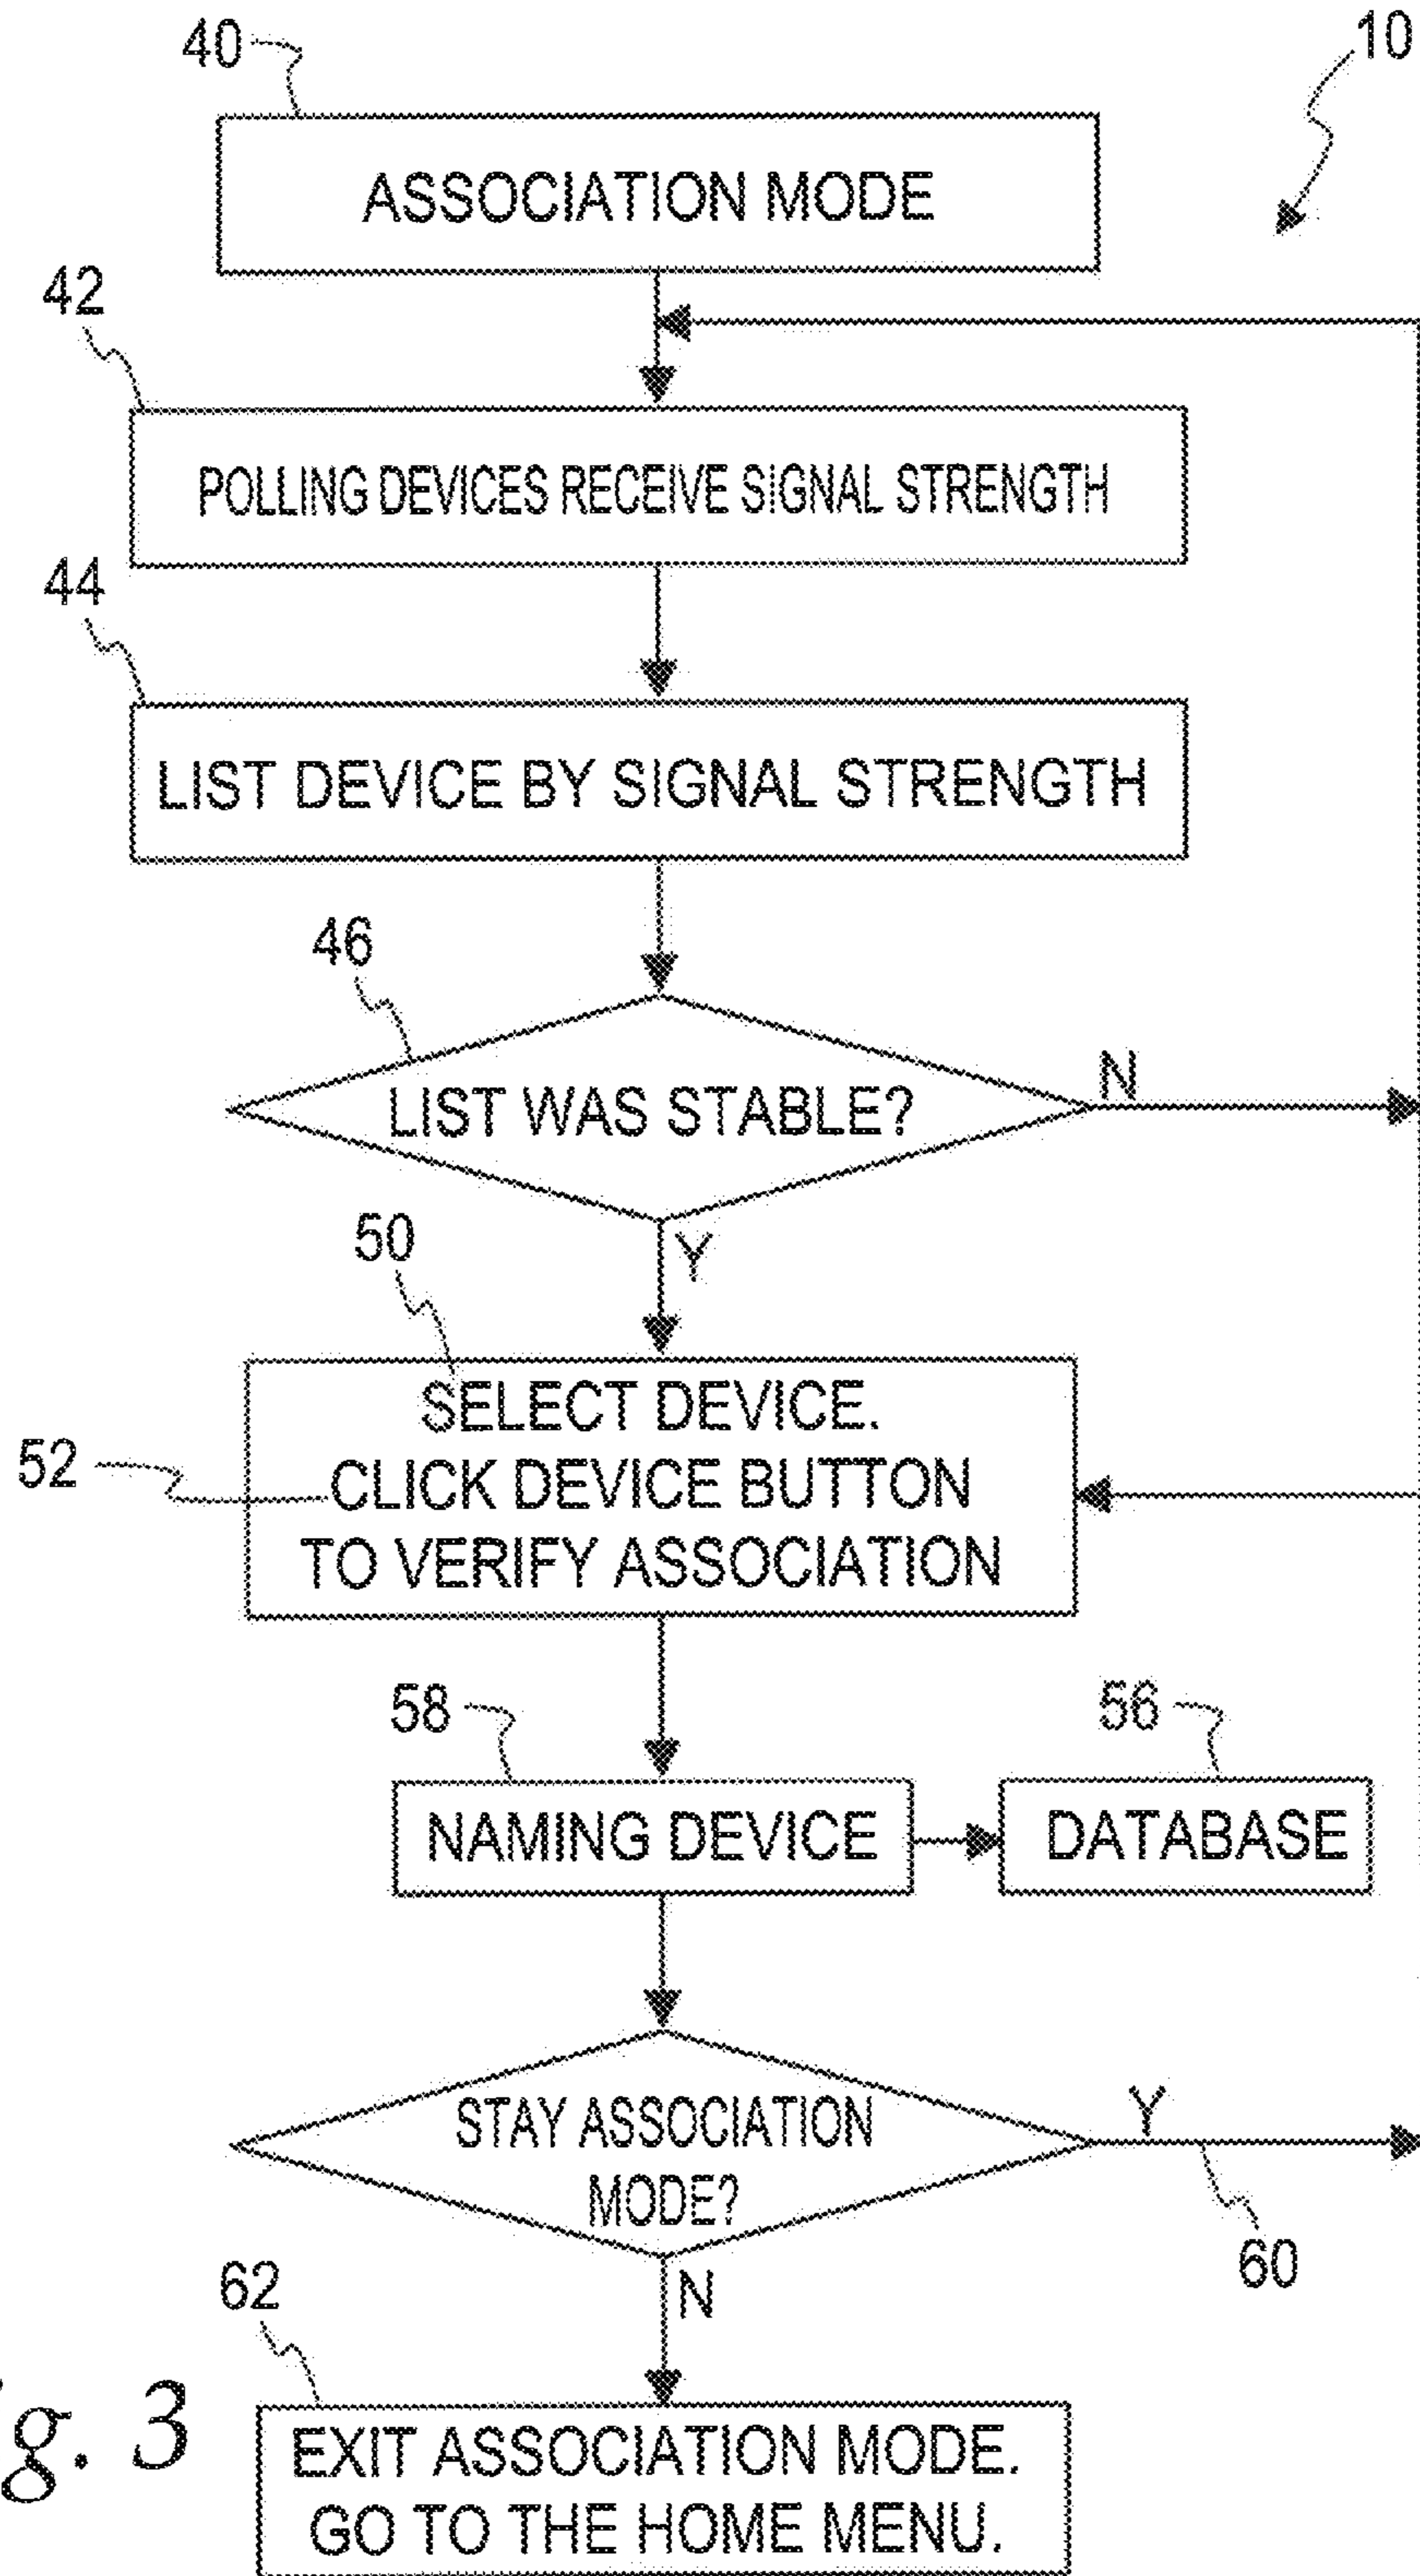 40
10
ASSOCIATION MODE
42
POLLING DEVICES RECEIVE SIGNAL STRENGTH
44
LIST DEVICE BY SIGNAL STRENGTH
46
LIST WAS STABLE?
N
Y
50
SELECT DEVICE.
52
CLICK DEVICE BUTTON
TO VERIFY ASSOCIATION
58
56
NAMING DEVICE
DATABASE
STAY ASSOCIATION
MODE?
Y
60
N
62
g. 3
EXIT ASSOCIATION MODE.
GO TO THE HOME MENU.